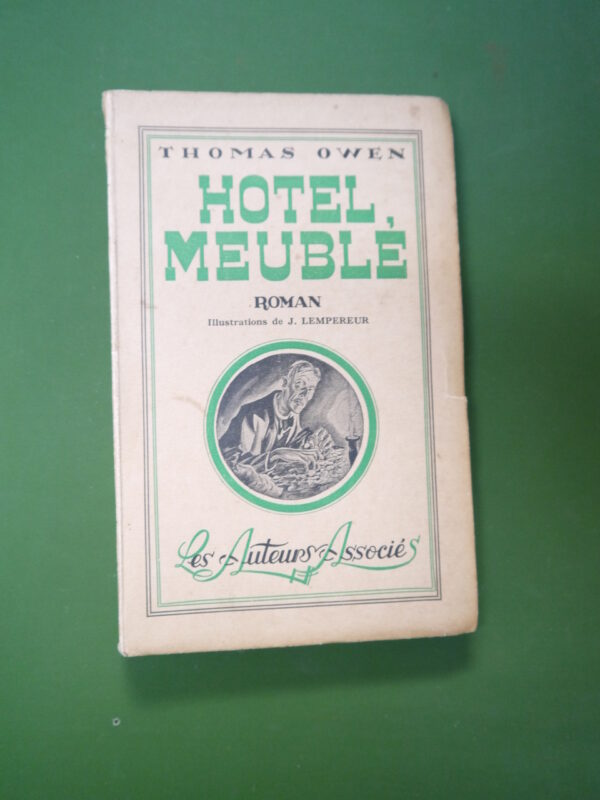 THOMAS OWEN
HOTEL
MEUBLÉ
ROMAN
Illustrations de J. LEMPEREUR
Les Auteurs Associés